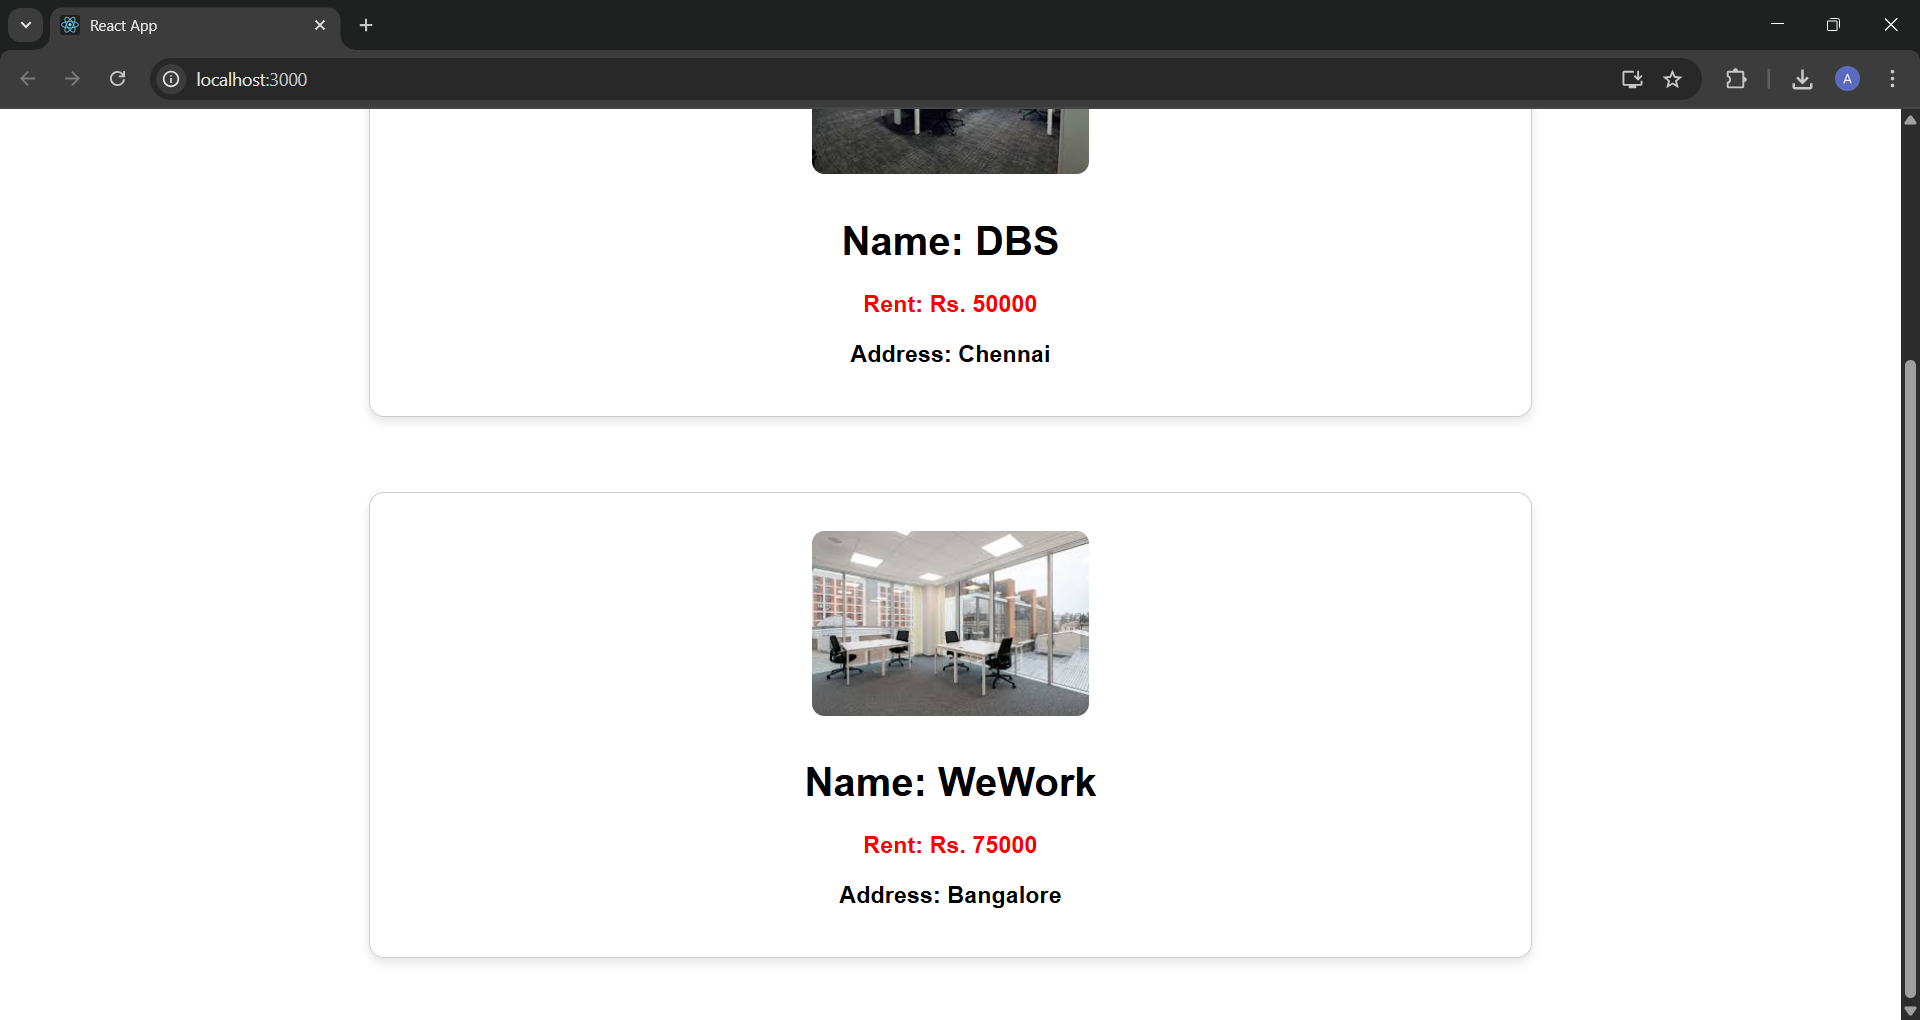 React App
localhost:3000
A
Name: DBS
Rent: Rs. 50000
Address: Chennai
Name: WeWork
Rent: Rs. 75000
Address: Bangalore